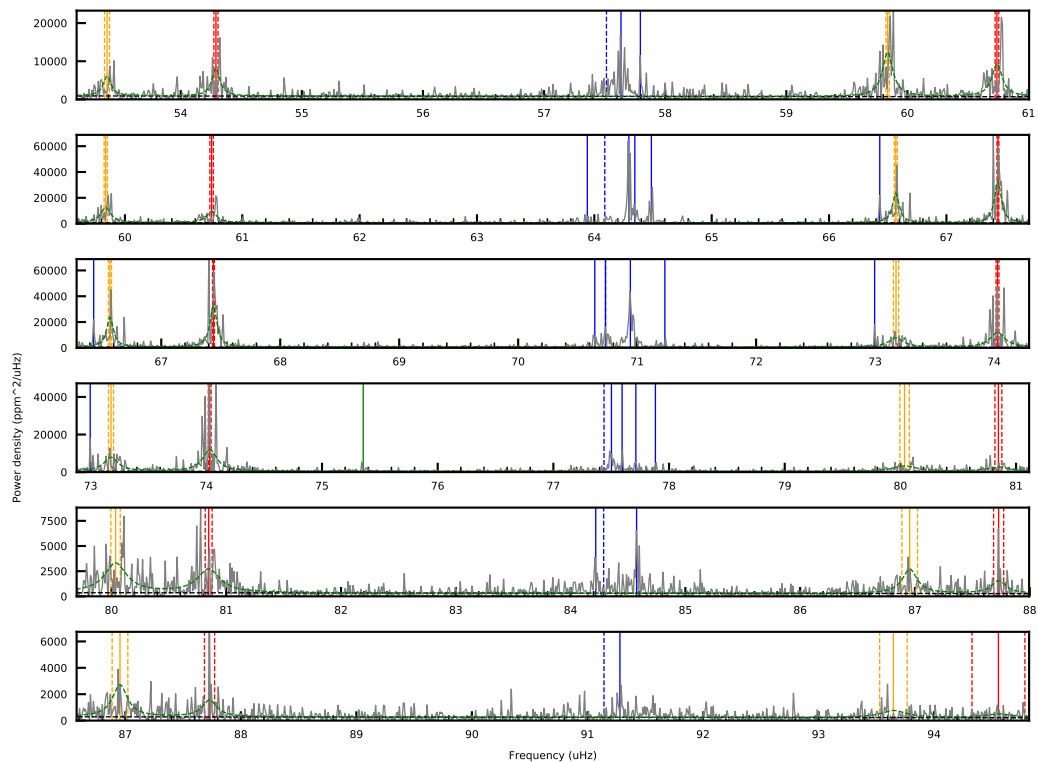 20000
10000
0
54 55 56 57 58 59 60 61
60000
40000
20000
0
60 61 62 63 64 65 66 67
60000
40000
20000
0
67 68 69 70 71 72 73 74
Power density (ppm^2/uHz)
40000
20000
0
73 74 75 76 77 78 79 80 81
7500
5000
2500
0
80 81 82 83 84 85 86 87 88
6000
4000
2000
0
87 88 89 90 91 92 93 94
Frequency (uHz)